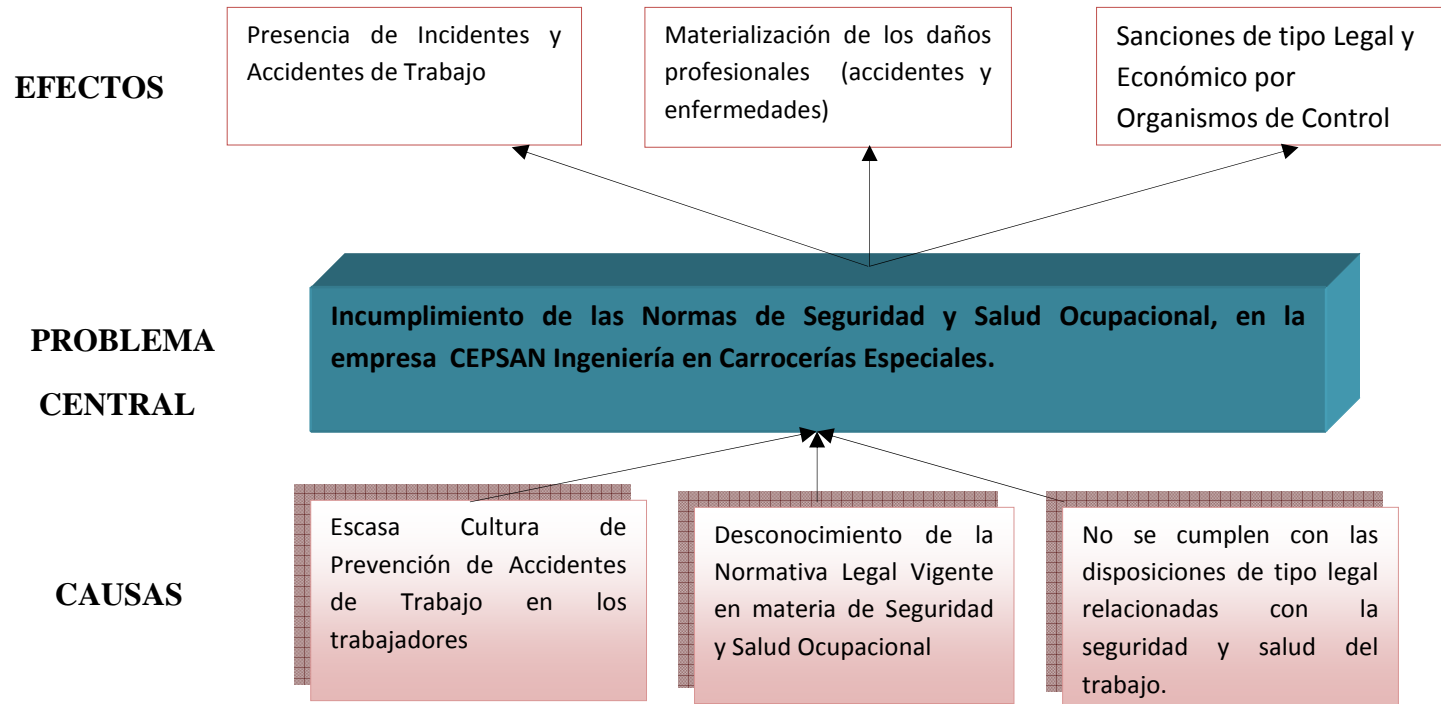 EFECTOS
Presencia de Incidentes y
Accidentes de Trabajo
Materialización de los daños
profesionales (accidentes y
enfermedades)
Sanciones de tipo Legal y
Económico por
Organismos de Control
PROBLEMA
CENTRAL
Incumplimiento de las Normas de Seguridad y Salud Ocupacional, en la
empresa CEPSAN Ingeniería en Carrocerías Especiales.
CAUSAS
Escasa Cultura de
Prevención de Accidentes
de Trabajo en los
trabajadores
Desconocimiento de la
Normativa Legal Vigente
en materia de Seguridad
y Salud Ocupacional
No se cumplen con las
disposiciones de tipo legal
relacionadas con la
seguridad y salud del
trabajo.